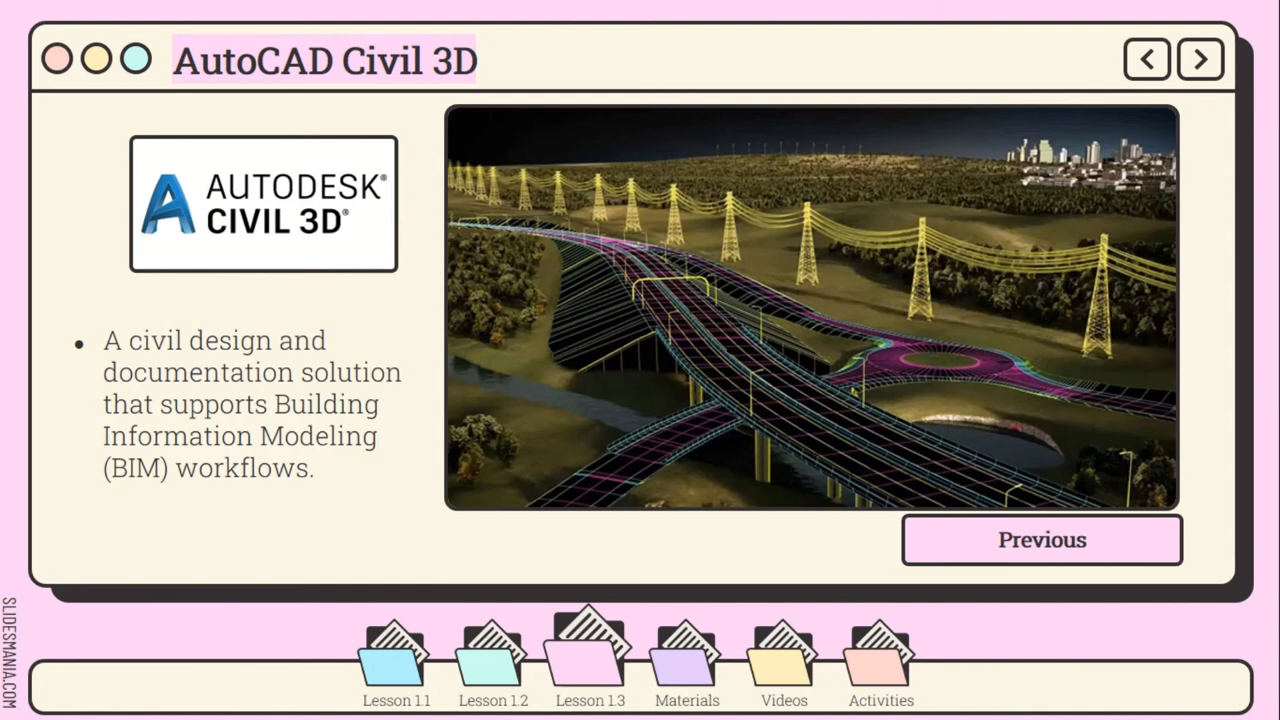 AutoCAD Civil 3D
AUTODESK®
CIVIL 3D®
• A civil design and
documentation solution
that supports Building
Information Modeling
(BIM) workflows.
Previous
SLIDESMANIA.COM
Lesson 1.1
Lesson 1.2
Lesson 1.3
Materials
Videos
Activities